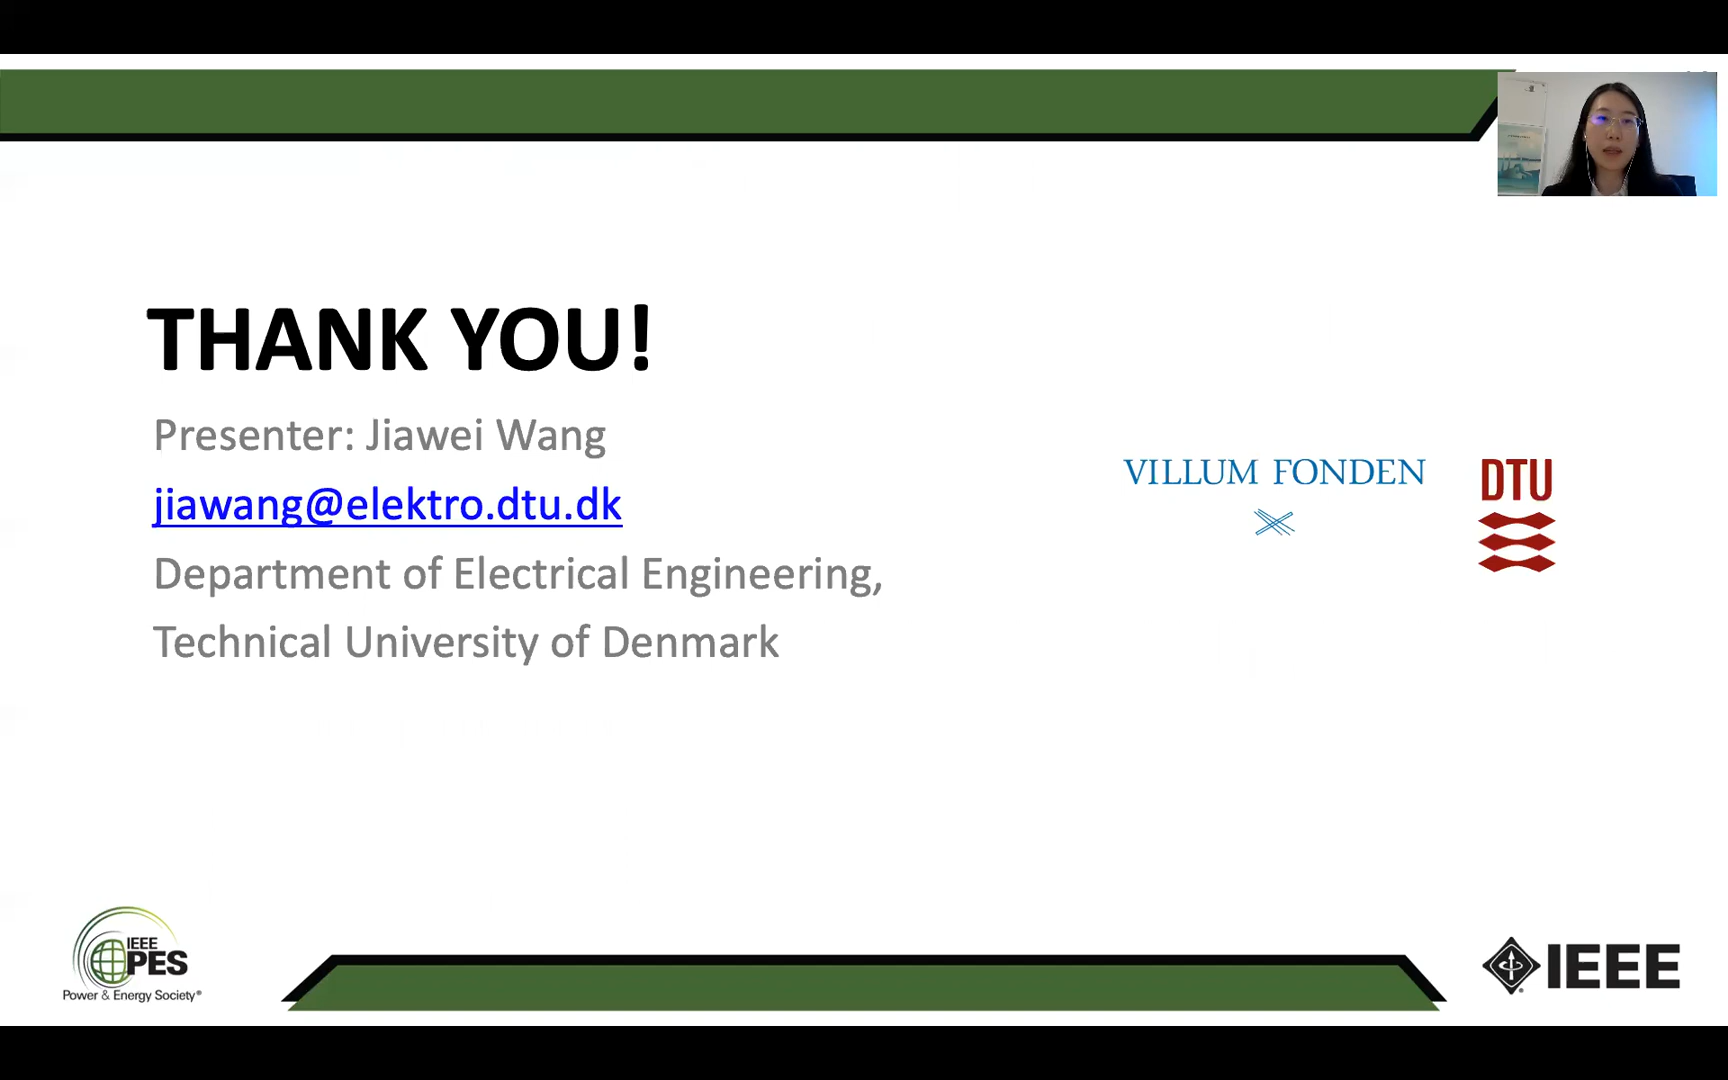 THANK YOU!
Presenter: Jiawei Wang
jiawang@elektro.dtu.dk
Department of Electrical Engineering,
Technical University of Denmark
VILLUM FONDEN
DTU
IEEE
PES
Power & Energy Society®
IEEE